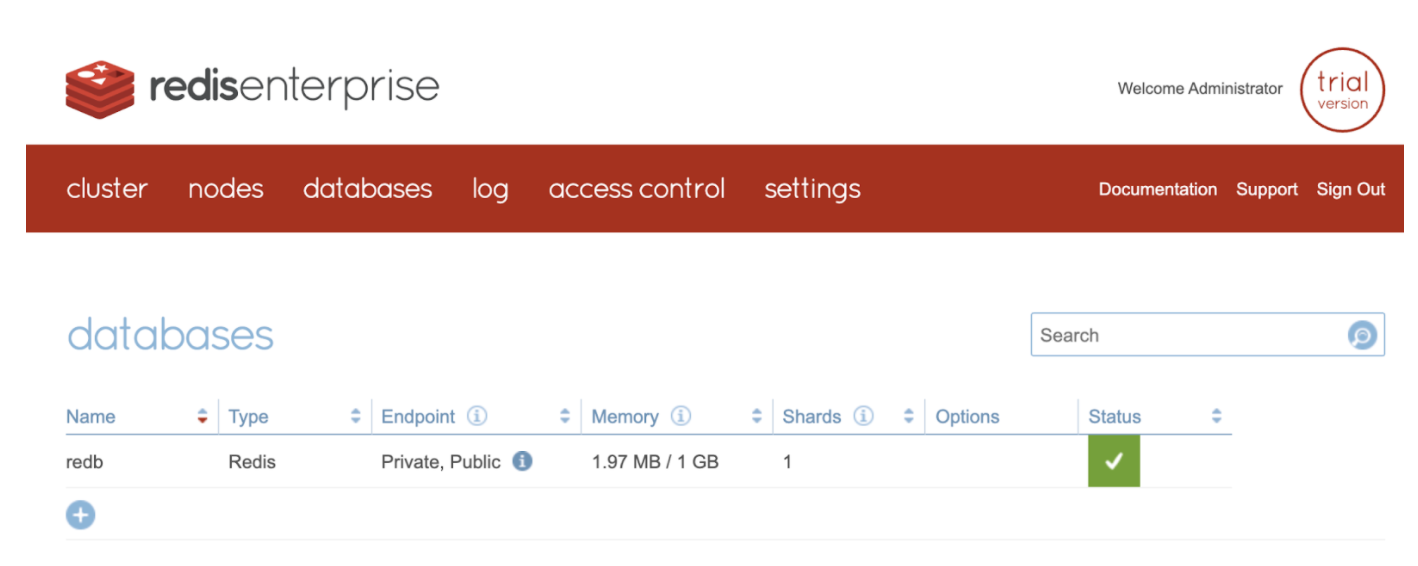 redisenterprise
Welcome Administrator
trial
version
cluster nodes databases log access control settings
Documentation Support Sign Out
databases
Search
Name Type Endpoint Memory Shards Options Status
redb Redis Private, Public 1.97 MB / 1 GB 1